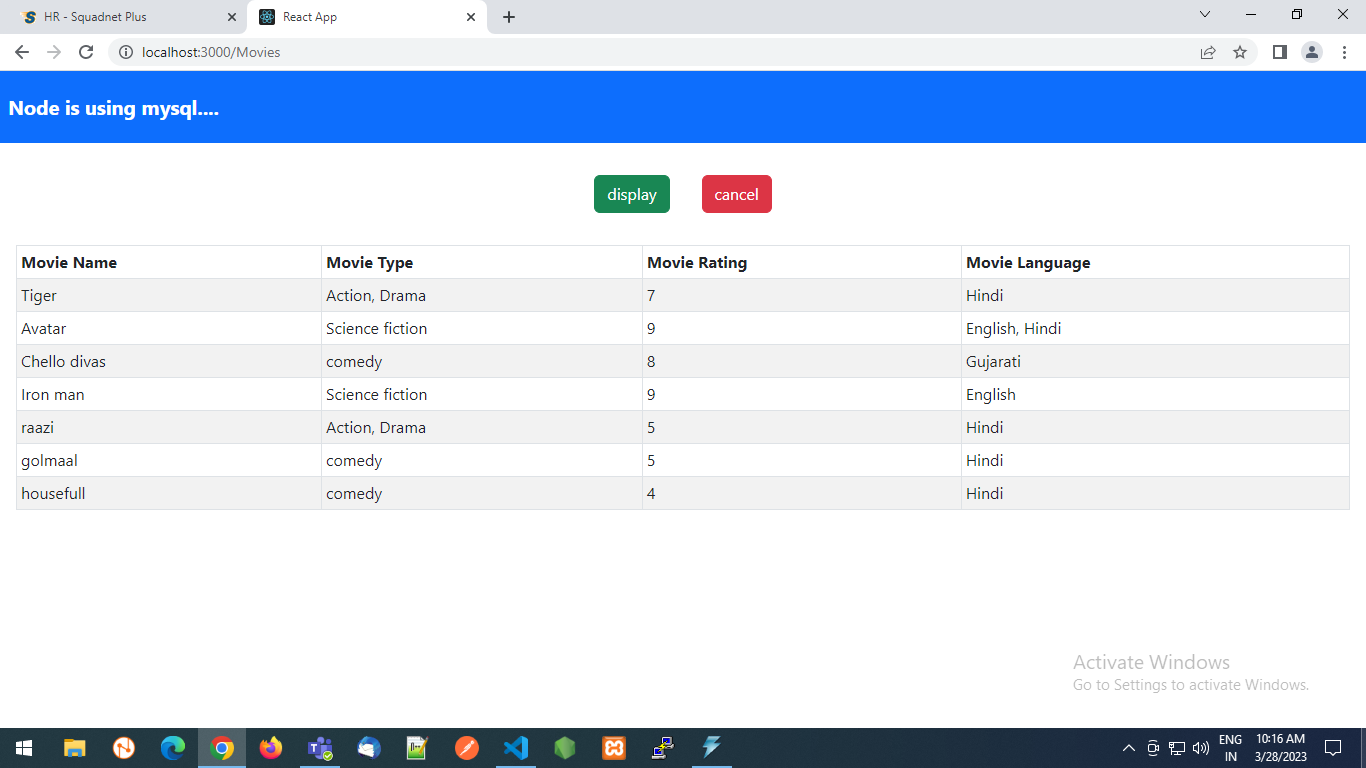 HR - Squadnet Plus
React App
localhost:3000/Movies
Node is using mysql....
display cancel
Movie Name Movie Type Movie Rating Movie Language
Tiger Action, Drama 7 Hindi
Avatar Science fiction 9 English, Hindi
Chello divas comedy 8 Gujarati
Iron man Science fiction 9 English
raazi Action, Drama 5 Hindi
golmaal comedy 5 Hindi
housefull comedy 4 Hindi
Activate Windows
Go to Settings to activate Windows.
ENG 10:16 AM
IN 3/28/2023